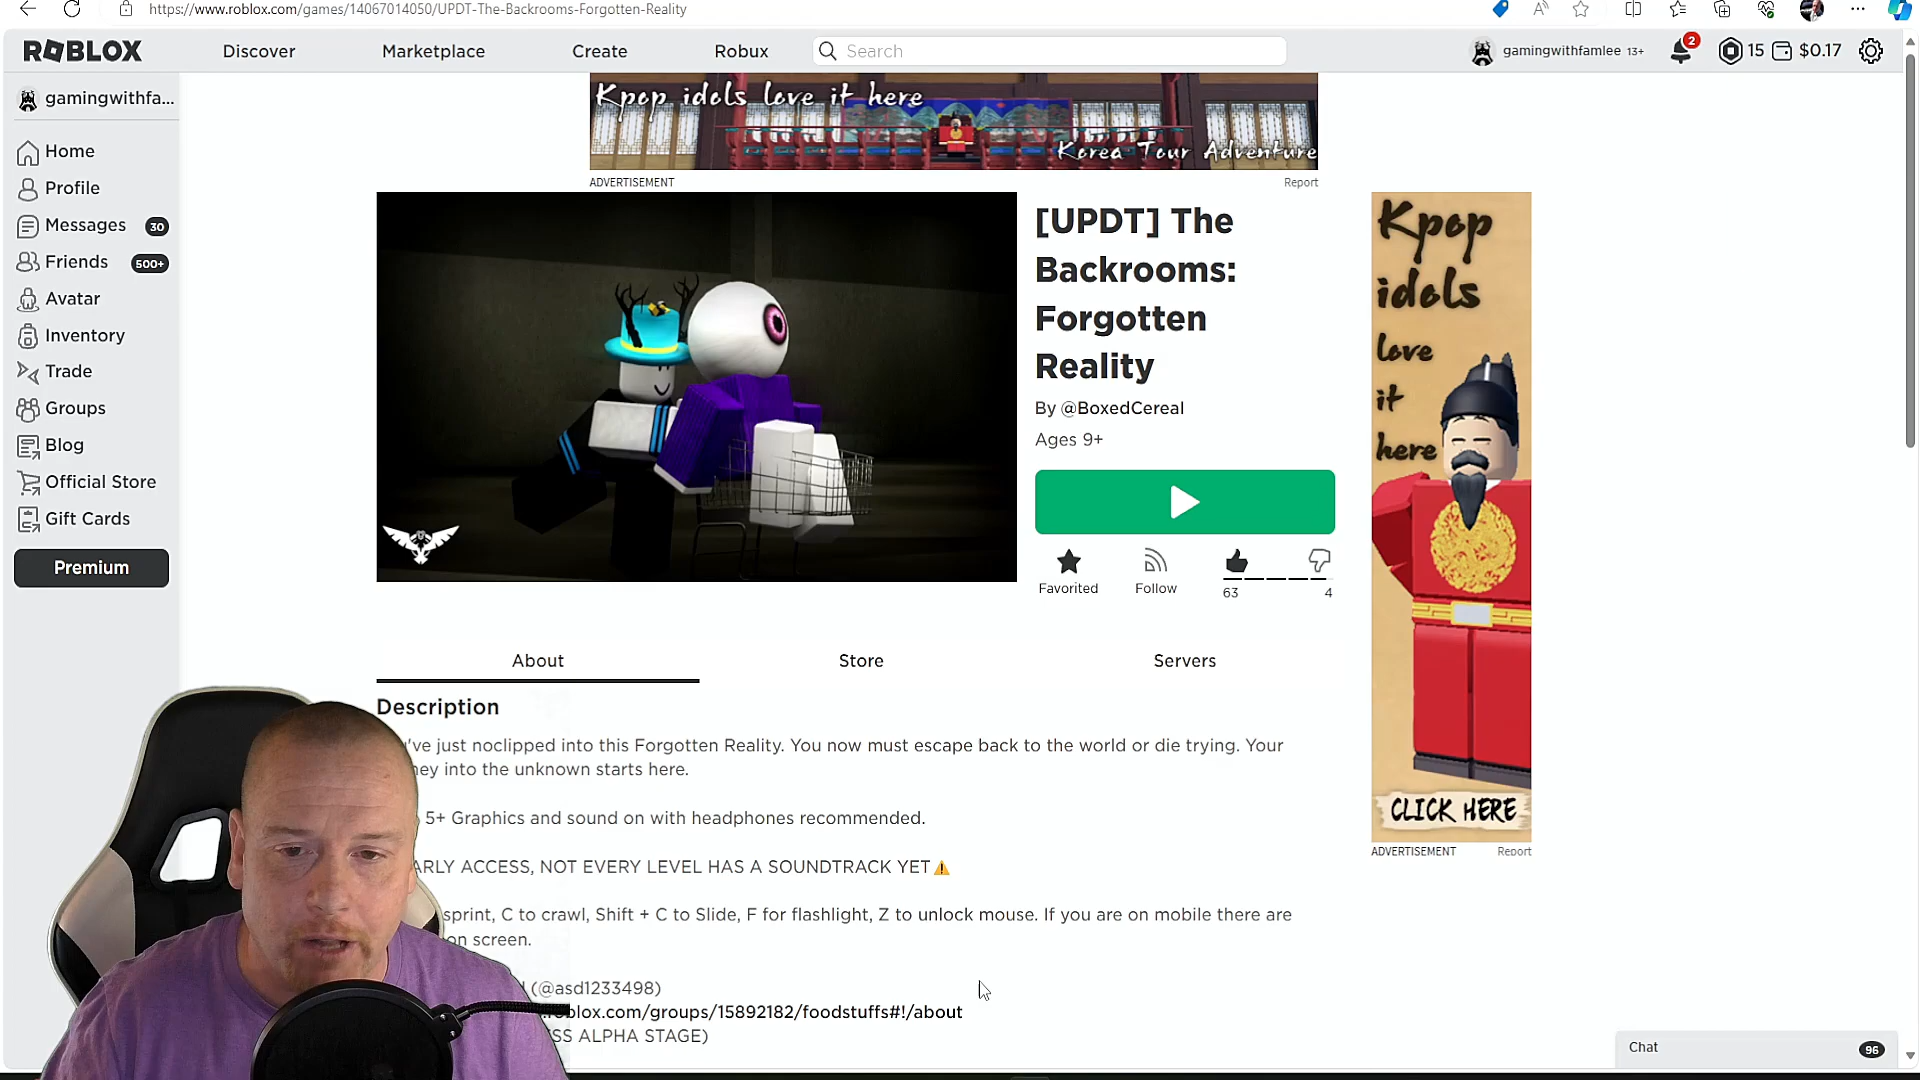 https://www.roblox.com/games/14067014050/UPDT-The-Backrooms-Forgotten-Reality
ROBLOX
Discover
Marketplace
Create
Robux
Search
gamingwithfamlee 13+
2
15
$0.17
gamingwithfa...
Home
Profile
Messages 30
Friends 500+
Avatar
Inventory
Trade
Groups
Blog
Official Store
Gift Cards
Premium
Kpop idols love it here
Korea Tour Adventure
ADVERTISEMENT
Report
[UPDT] The
Backrooms:
Forgotten
Reality
By @BoxedCereal
Ages 9+
Favorited
Follow
63
4
Kpop
idols
love
it
here
CLICK HERE
ADVERTISEMENT
Report
About
Store
Servers
Description
've just noclipped into this Forgotten Reality. You now must escape back to the world or die trying. Your
ney into the unknown starts here.
5+ Graphics and sound on with headphones recommended.
ARLY ACCESS, NOT EVERY LEVEL HAS A SOUNDTRACK YET⚠
sprint, C to crawl, Shift + C to Slide, F for flashlight, Z to unlock mouse. If you are on mobile there are
on screen.
(@asd1233498)
.roblox.com/groups/15892182/foodstuffs#!/about
SS ALPHA STAGE)
Chat
96